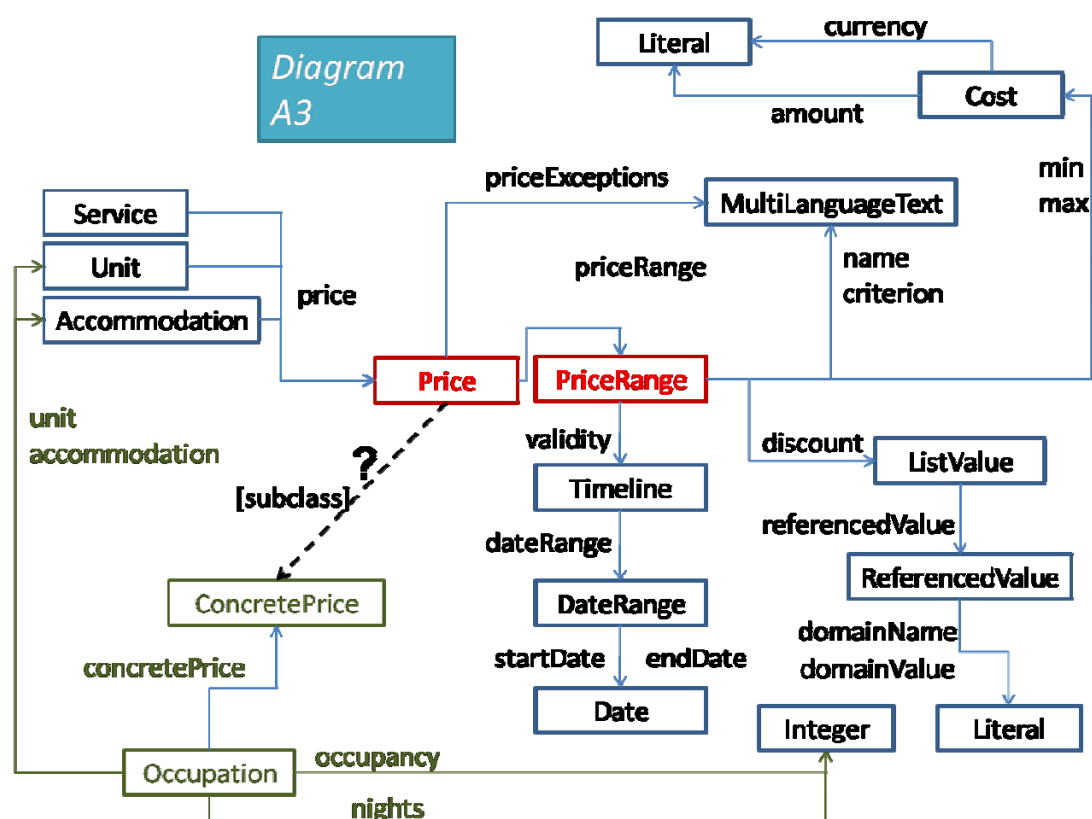 Diagram
A3
Literal
currency
Cost
amount
min
max
priceExceptions
MultiLanguageText
Service
Unit
Accommodation
price
priceRange
name
criterion
Price
PriceRange
unit
accommodation
?
[subclass]
validity
Timeline
discount
ListValue
dateRange
referencedValue
ReferencedValue
ConcretePrice
DateRange
startDate
endDate
domainName
domainValue
concretePrice
Date
Integer
Literal
Occupation
occupancy
nights